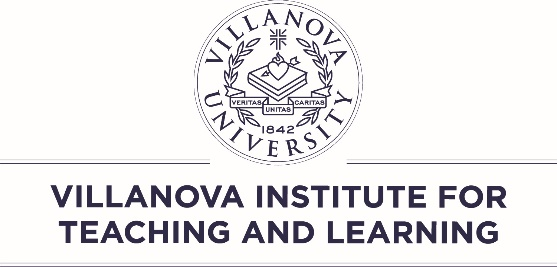 VILLANOVA
UNIVERSITY
VERITAS
UNITAS
CARITAS
1842
VILLANOVA INSTITUTE FOR
TEACHING AND LEARNING